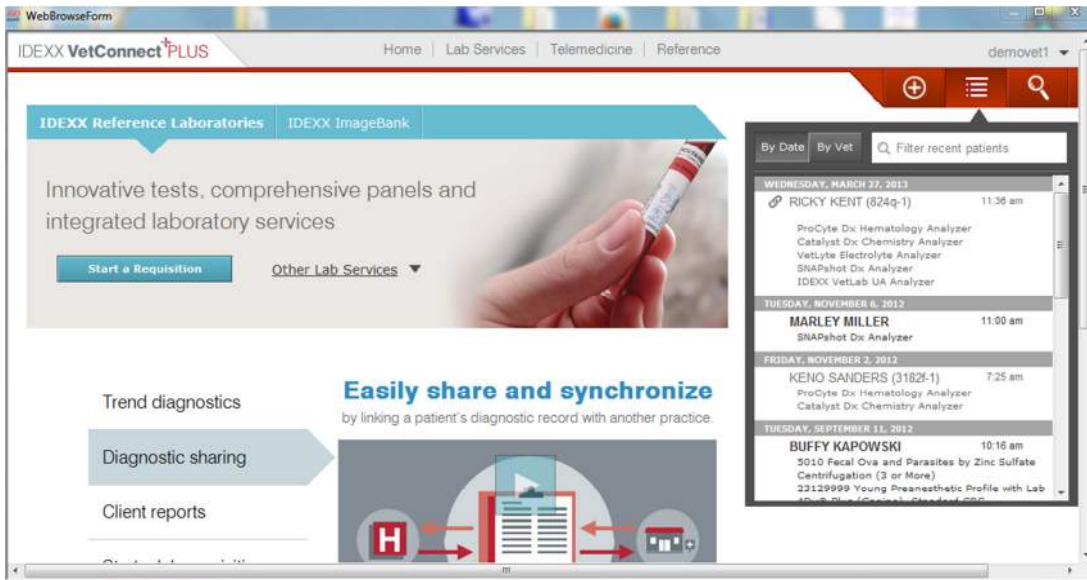 WebBrowseForm
IDEXX VetConnect PLUS
Home | Lab Services | Telemedicine | Reference
demovet1
IDEXX Reference Laboratories
IDEXX ImageBank
Innovative tests, comprehensive panels and
integrated laboratory services
Start a Requisition
Other Lab Services
By Date
By Vet
Filter recent patients
WEDNESDAY, MARCH 27, 2013
RICKY KENT (824q-1) 11:36 am
ProCyte Dx Hematology Analyzer
Catalyst Dx Chemistry Analyzer
VetLyte Electrolyte Analyzer
SNAPshot Dx Analyzer
IDEXX VetLab UA Analyzer
TUESDAY, NOVEMBER 6, 2012
MARLEY MILLER 11:00 am
SNAPshot Dx Analyzer
FRIDAY, NOVEMBER 2, 2012
KENO SANDERS (3182f-1) 7:25 am
ProCyte Dx Hematology Analyzer
Catalyst Dx Chemistry Analyzer
TUESDAY, SEPTEMBER 11, 2012
BUFFY KAPOWSKI 10:16 am
5010 Fecal Ova and Parasites by Zinc Sulfate
Centrifugation (3 or More)
23129999 Young Preanesthetic Profile with Lab
Trend diagnostics
Diagnostic sharing
Client reports
Easily share and synchronize
by linking a patient's diagnostic record with another practice.
H